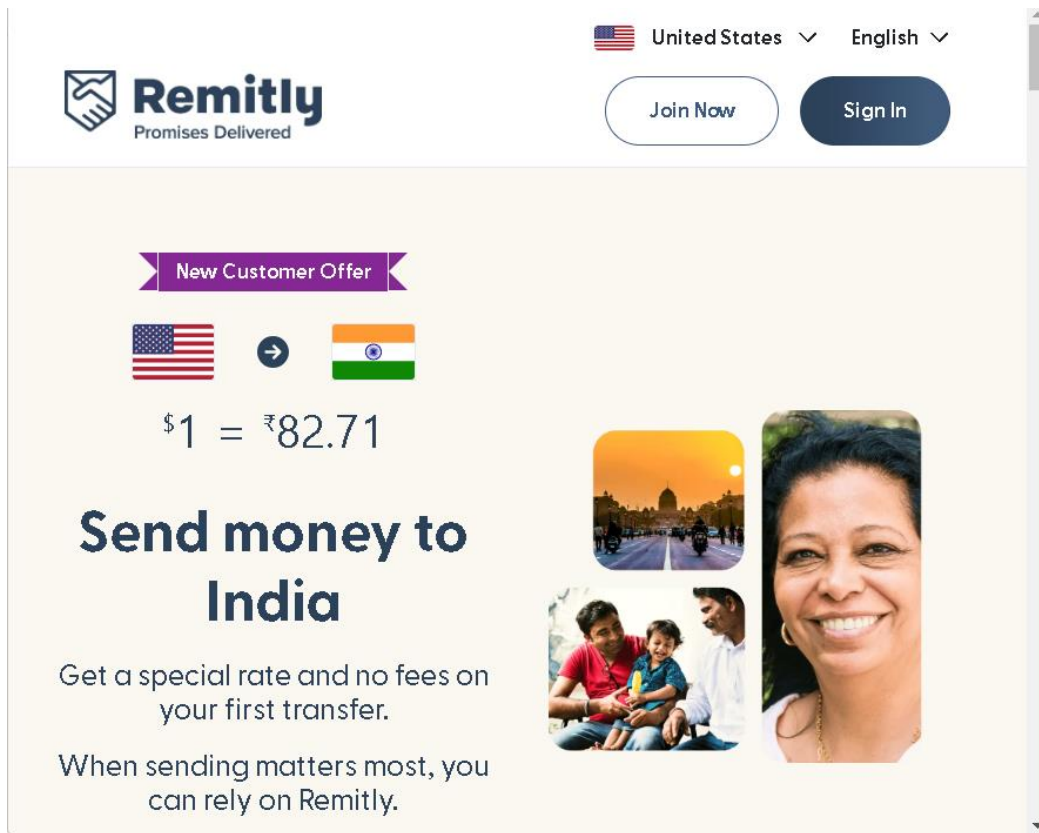 United States English
Remitly
Promises Delivered
Join Now Sign In
New Customer Offer
$1 = ₹82.71
Send money to
India
Get a special rate and no fees on
your first transfer.
When sending matters most, you
can rely on Remitly.